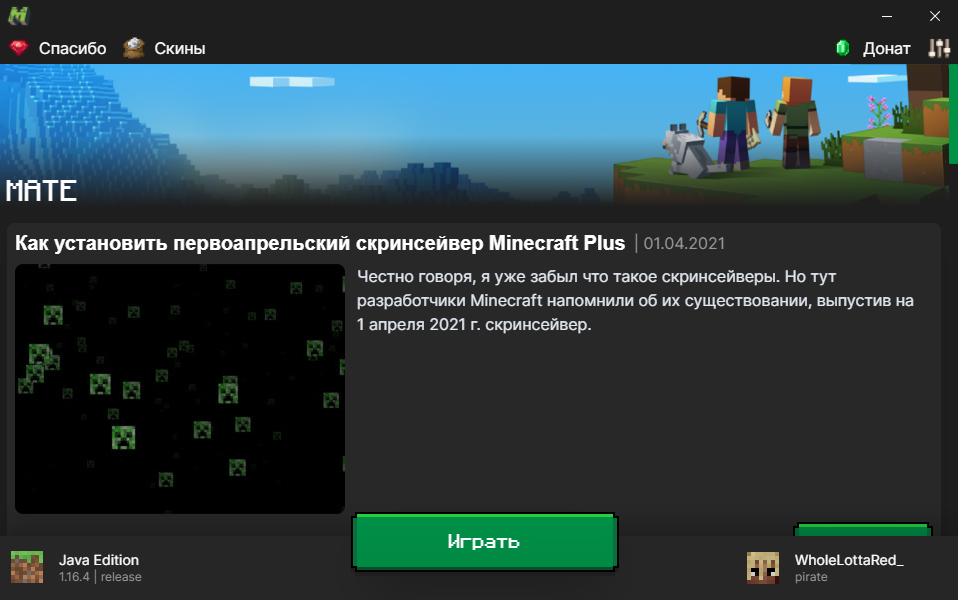 Спасибо Скины Донат
MATE
Как установить первоапрельский скринсейвер Minecraft Plus | 01.04.2021
Честно говоря, я уже забыл что такое скринсейверы. Но тут
разработчики Minecraft напомнили об их существовании, выпустив на
1 апреля 2021 г. скринсейвер.
Играть
Java Edition
1.16.4 | release
WholeLottaRed_
pirate